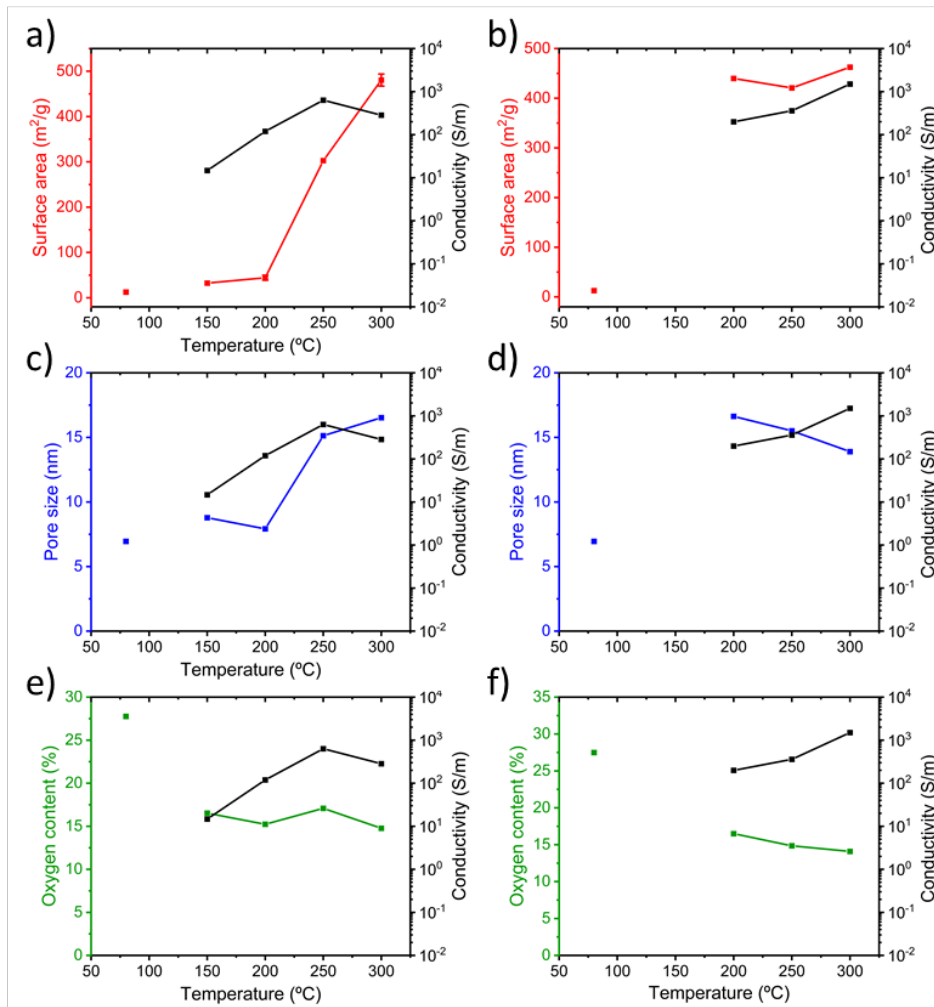 a)
500
400
300
200
100
0
Surface area (m²/g)
10⁴
10³
10²
10¹
10⁰
10⁻¹
10⁻²
Conductivity (S/m)
50 100 150 200 250 300
Temperature (ºC)
b)
500
400
300
200
100
0
Surface area (m²/g)
10⁴
10³
10²
10¹
10⁰
10⁻¹
10⁻²
Conductivity (S/m)
50 100 150 200 250 300
c)
20
15
10
5
0
Pore size (nm)
10⁴
10³
10²
10¹
10⁰
10⁻¹
10⁻²
Conductivity (S/m)
50 100 150 200 250 300
Temperature (ºC)
d)
20
15
10
5
0
Pore size (nm)
10⁴
10³
10²
10¹
10⁰
10⁻¹
10⁻²
Conductivity (S/m)
50 100 150 200 250 300
e)
30
25
20
15
10
5
0
Oxygen content (%)
10⁴
10³
10²
10¹
10⁰
10⁻¹
10⁻²
Conductivity (S/m)
50 100 150 200 250 300
Temperature (ºC)
f)
35
30
25
20
15
10
5
0
Oxygen content (%)
10⁴
10³
10²
10¹
10⁰
10⁻¹
10⁻²
Conductivity (S/m)
50 100 150 200 250 300
Temperature (ºC)